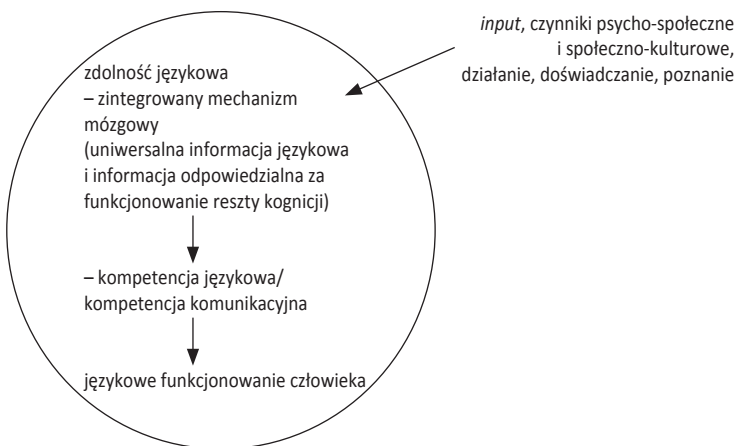 input, czynniki psycho-społeczne
i społeczno-kulturowe,
działanie, doświadczanie, poznanie
zdolność językowa
– zintegrowany mechanizm
mózgowy
(uniwersalna informacja językowa
i informacja odpowiedzialna za
funkcjonowanie reszty kognicji)
– kompetencja językowa/
kompetencja komunikacyjna
językowe funkcjonowanie człowieka